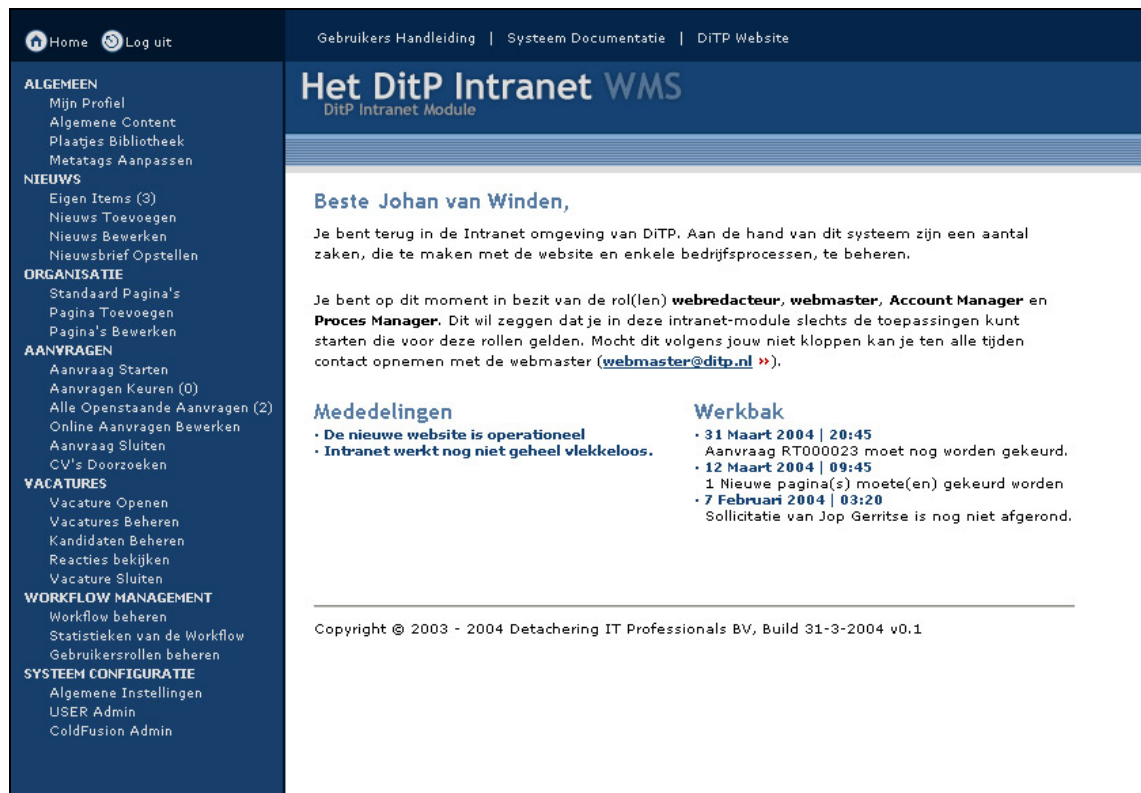 Home Log uit
Gebruikers Handleiding | Systeem Documentatie | DiTP Website
ALGEMEEN
Mijn Profiel
Algemene Content
Plaatjes Bibliotheek
Metatags Aanpassen
NIEUWS
Eigen Items (3)
Nieuws Toevoegen
Nieuws Bewerken
Nieuwsbrief Opstellen
ORGANISATIE
Standaard Pagina's
Pagina Toevoegen
Pagina's Bewerken
AANVRAGEN
Aanvraag Starten
Aanvragen Keuren (0)
Alle Openstaande Aanvragen (2)
Online Aanvragen Bewerken
Aanvraag Sluiten
CV's Doorzoeken
VACATURES
Vacature Openen
Vacatures Beheren
Kandidaten Beheren
Reacties bekijken
Vacature Sluiten
WORKFLOW MANAGEMENT
Workflow beheren
Statistieken van de Workflow
Gebruikersrollen beheren
SYSTEEM CONFIGURATIE
Algemene Instellingen
USER Admin
ColdFusion Admin
Het DitP Intranet WMS
DitP Intranet Module
Beste Johan van Winden,
Je bent terug in de Intranet omgeving van DiTP. Aan de hand van dit systeem zijn een aantal
zaken, die te maken met de website en enkele bedrijfsprocessen, te beheren.
Je bent op dit moment in bezit van de rol(len) webredacteur, webmaster, Account Manager en
Proces Manager. Dit wil zeggen dat je in deze intranet-module slechts de toepassingen kunt
starten die voor deze rollen gelden. Mocht dit volgens jouw niet kloppen kan je ten alle tijden
contact opnemen met de webmaster (webmaster@ditp.nl »).
Mededelingen
· De nieuwe website is operationeel
· Intranet werkt nog niet geheel vlekkeloos.
Werkbak
· 31 Maart 2004 | 20:45
Aanvraag RT000023 moet nog worden gekeurd.
· 12 Maart 2004 | 09:45
1 Nieuwe pagina(s) moete(en) gekeurd worden
· 7 Februari 2004 | 03:20
Sollicitatie van Jop Gerritse is nog niet afgerond.
Copyright © 2003 - 2004 Detachering IT Professionals BV, Build 31-3-2004 v0.1